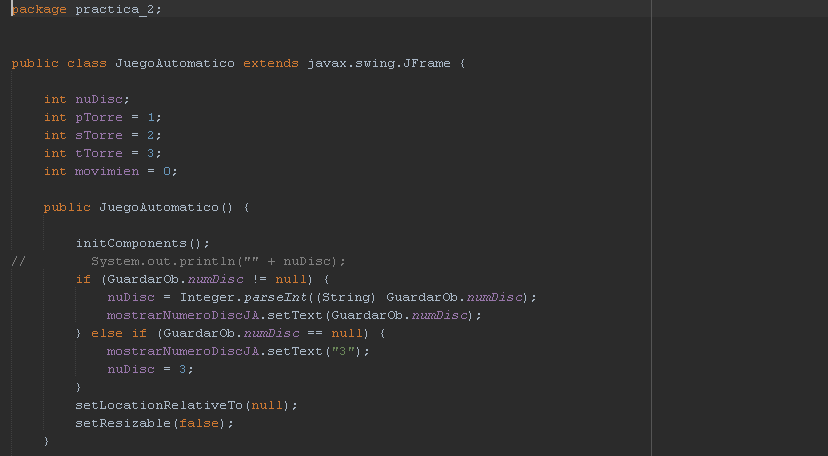 package practica_2;
public class JuegoAutomatico extends javax.swing.JFrame {
int nuDisc;
int pTorre = 1;
int sTorre = 2;
int tTorre = 3;
int movimien = 0;
public JuegoAutomatico() {
initComponents();
//        System.out.println("" + nuDisc);
if (GuardarOb.numDisc != null) {
nuDisc = Integer.parseInt((String) GuardarOb.numDisc);
mostrarNumeroDiscJA.setText(GuardarOb.numDisc);
} else if (GuardarOb.numDisc == null) {
mostrarNumeroDiscJA.setText("3");
nuDisc = 3;
}
setLocationRelativeTo(null);
setResizable(false);
}